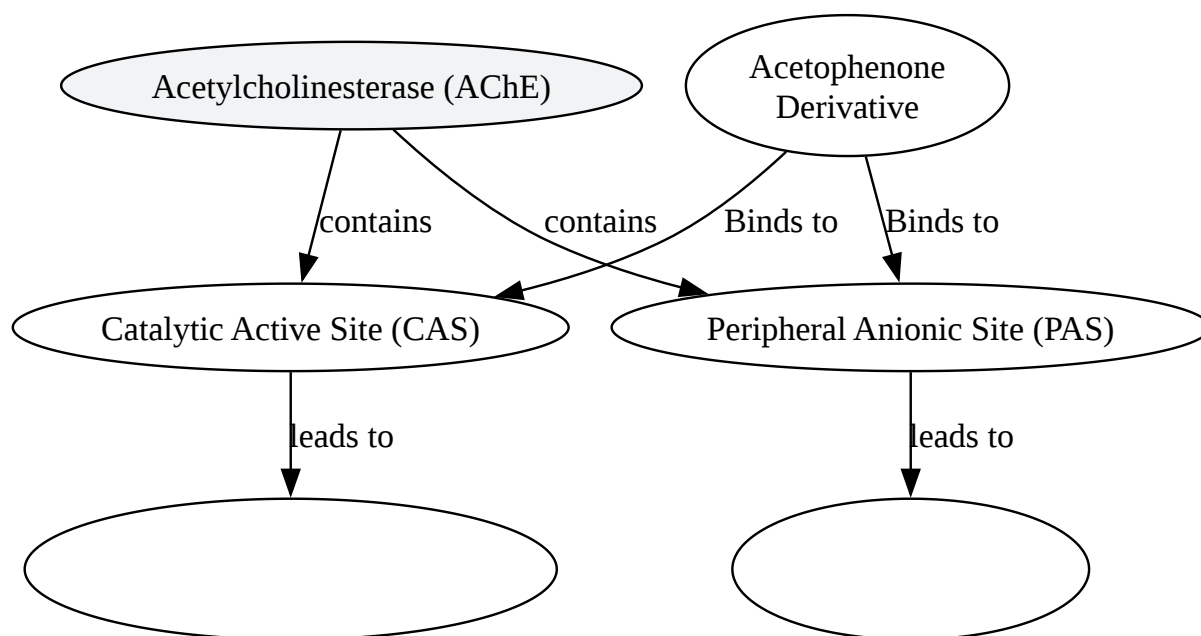 Acetylcholinesterase (AChE)
Acetophenone
Derivative
contains
contains
Binds to
Binds to
Catalytic Active Site (CAS)
Peripheral Anionic Site (PAS)
leads to
leads to